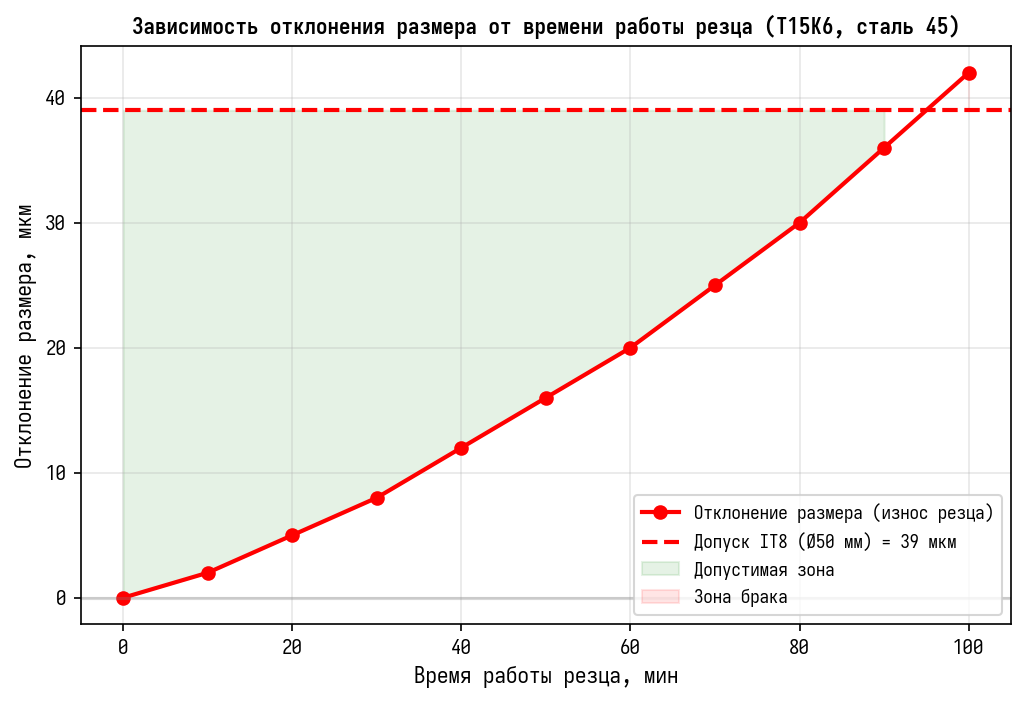 Зависимость отклонения размера от времени работы резца (Т15К6, сталь 45)
Отклонение размера, мкм
40
30
20
10
0
0 20 40 60 80 100
Время работы резца, мин
Отклонение размера (износ резца)
Допуск IT8 (Ø50 мм) = 39 мкм
Допустимая зона
Зона брака